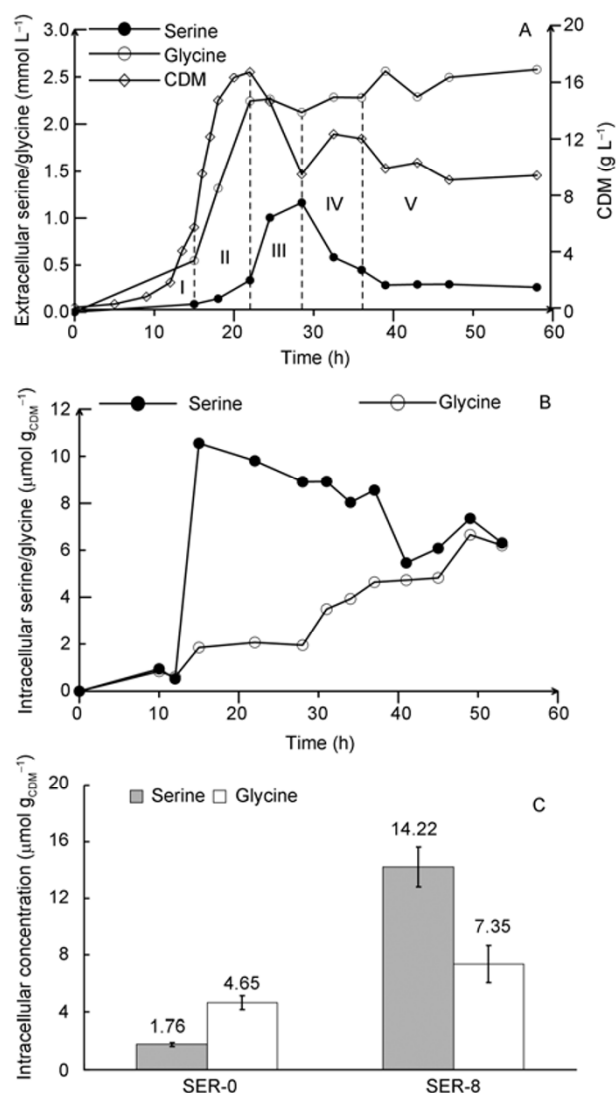 A
Serine
Glycine
CDM
Extracellular serine/glycine (mmol L⁻¹)
3.0
2.5
2.0
1.5
1.0
0.5
0.0
20
16
12
8
4
0
CDM (g L⁻¹)
I
II
III
IV
V
0 10 20 30 40 50 60
Time (h)
Serine Glycine B
Intracellular serine/glycine (μmol g_CDM⁻¹)
12
10
8
6
4
2
0
0 10 20 30 40 50 60
Time (h)
Serine Glycine C
Intracellular concentration (μmol g_CDM⁻¹)
20
16
12
8
4
0
1.76
4.65
14.22
7.35
SER-0 SER-8